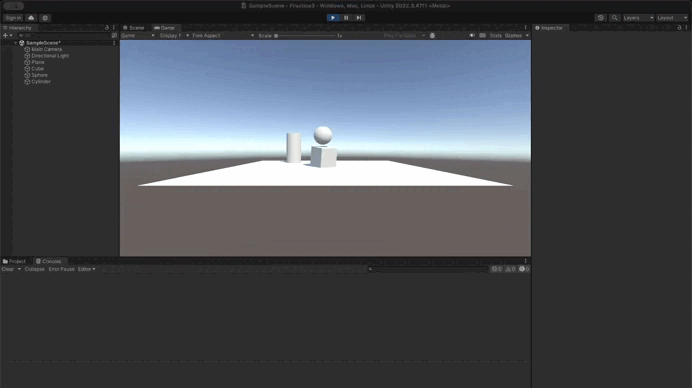 SampleScene - Practice3 - Windows, Mac, Linux - Unity 2022.3.47f1 <Metal>
Sign in
Layers
Layout
Hierarchy
Scene
Game
Inspector
Game
Display 1
Free Aspect
Scale
1x
Play Focused
Stats
Gizmos
SampleScene*
Main Camera
Directional Light
Plane
Cube
Sphere
Cylinder
Project
Console
Clear
Collapse
Error Pause
Editor
0
0
0